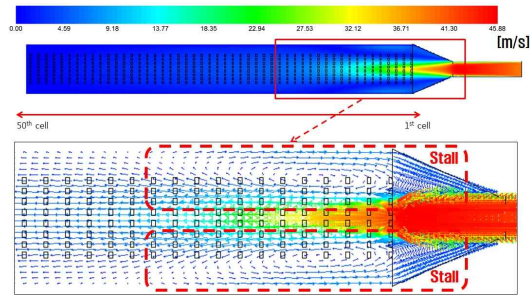 0.00 4.59 9.18 13.77 18.35 22.94 27.53 32.12 36.71 41.30 45.88
[m/s]
50th cell 1st cell
Stall
Stall